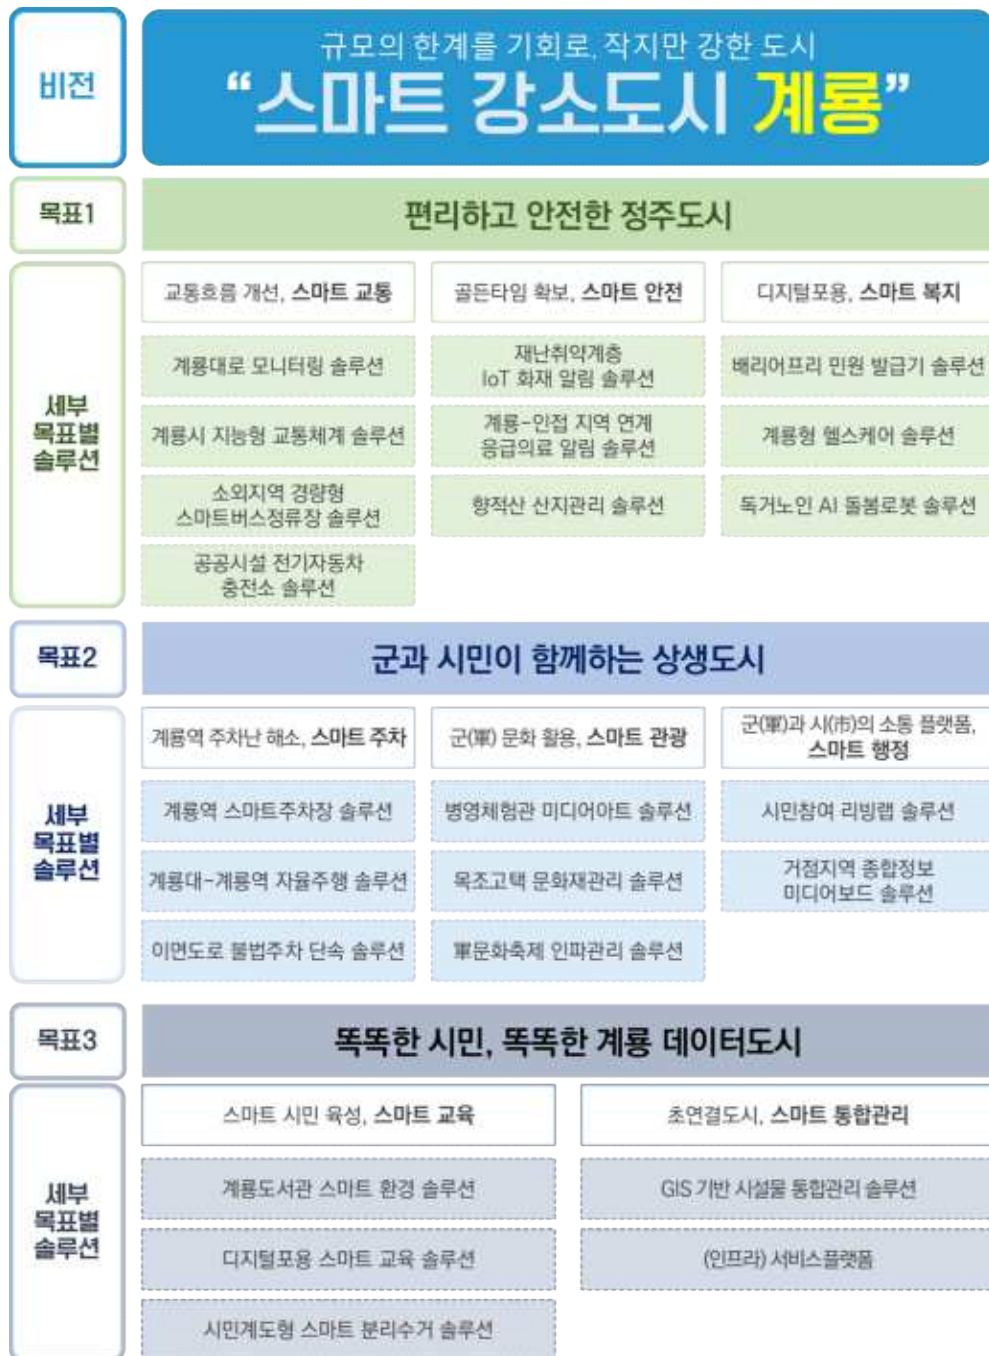 비전
규모의 한계를 기회로, 작지만 강한 도시
“스마트 강소도시 계룡”
목표1
편리하고 안전한 정주도시
세부
목표별
솔루션
교통흐름 개선, 스마트 교통
골든타임 확보, 스마트 안전
디지털포용, 스마트 복지
계룡대로 모니터링 솔루션
재난취약계층
IoT 화재 알림 솔루션
배리어프리 민원 발급기 솔루션
계룡시 지능형 교통체계 솔루션
계룡-인접 지역 연계
응급의료 알림 솔루션
계룡형 헬스케어 솔루션
소외지역 경량형
스마트버스정류장 솔루션
향적산 산지관리 솔루션
독거노인 AI 돌봄로봇 솔루션
공공시설 전기자동차
충전소 솔루션
목표2
군과 시민이 함께하는 상생도시
세부
목표별
솔루션
계룡역 주차난 해소, 스마트 주차
군(軍) 문화 활용, 스마트 관광
군(軍)과 시(市)의 소통 플랫폼,
스마트 행정
계룡역 스마트주차장 솔루션
병영체험관 미디어아트 솔루션
시민참여 리빙랩 솔루션
계룡대-계룡역 자율주행 솔루션
목조고택 문화재관리 솔루션
거점지역 종합정보
미디어보드 솔루션
이면도로 불법주차 단속 솔루션
軍문화축제 인파관리 솔루션
목표3
똑똑한 시민, 똑똑한 계룡 데이터도시
세부
목표별
솔루션
스마트 시민 육성, 스마트 교육
초연결도시, 스마트 통합관리
계룡도서관 스마트 환경 솔루션
GIS 기반 시설물 통합관리 솔루션
디지털포용 스마트 교육 솔루션
(인프라) 서비스플랫폼
시민계도형 스마트 분리수거 솔루션